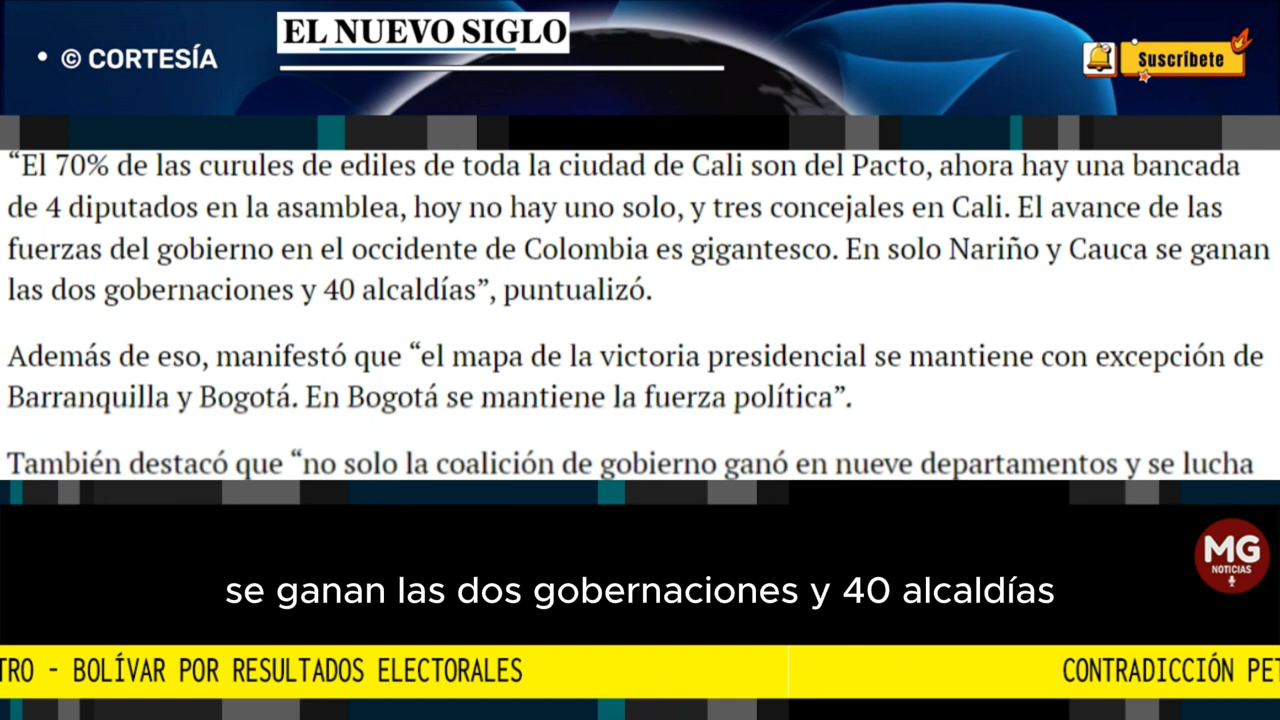 EL NUEVO SIGLO
• © CORTESÍA
Suscríbete
“El 70% de las curules de ediles de toda la ciudad de Cali son del Pacto, ahora hay una bancada
de 4 diputados en la asamblea, hoy no hay uno solo, y tres concejales en Cali. El avance de las
fuerzas del gobierno en el occidente de Colombia es gigantesco. En solo Nariño y Cauca se ganan
las dos gobernaciones y 40 alcaldías”, puntualizó.
Además de eso, manifestó que “el mapa de la victoria presidencial se mantiene con excepción de
Barranquilla y Bogotá. En Bogotá se mantiene la fuerza política”.
También destacó que “no solo la coalición de gobierno ganó en nueve departamentos y se lucha
MG
NOTICIAS
se ganan las dos gobernaciones y 40 alcaldías
TRO - BOLÍVAR POR RESULTADOS ELECTORALES
CONTRADICCIÓN PET